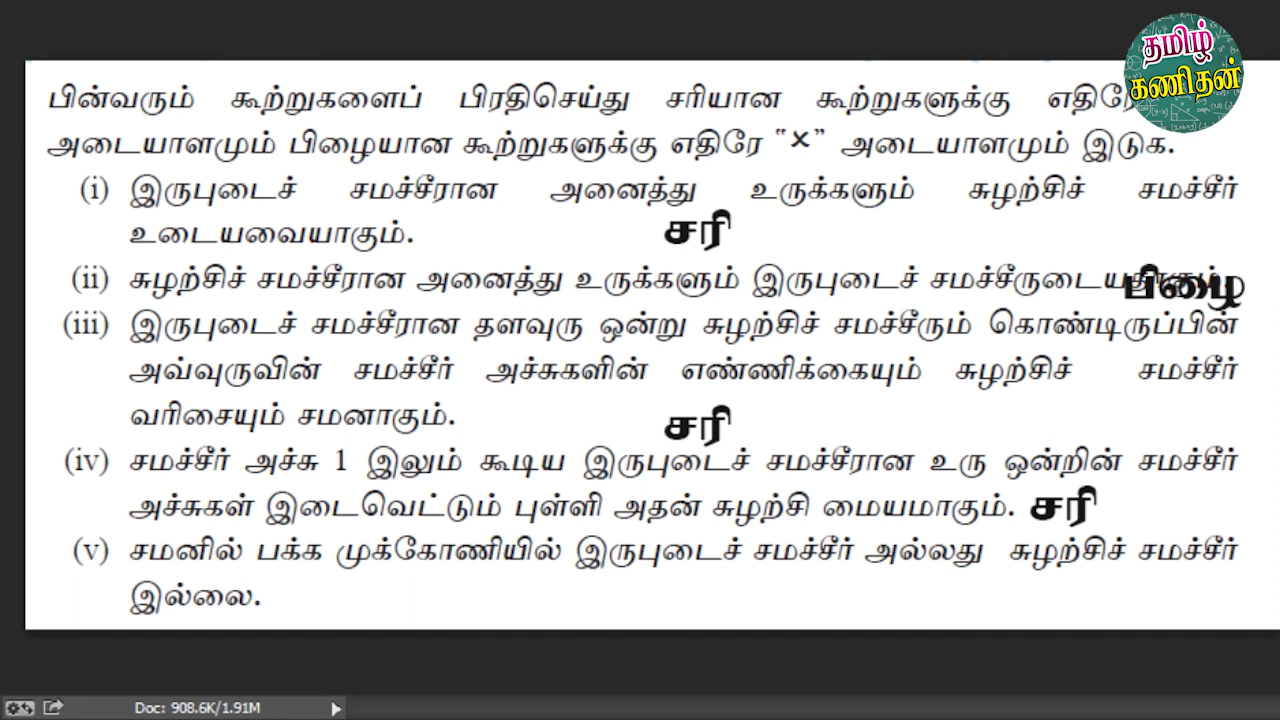 தமிழ்
கணிதன்
பின்வரும் கூற்றுகளைப் பிரதிசெய்து சரியான கூற்றுகளுக்கு
அடையாளமும் பிழையான கூற்றுகளுக்கு எதிரே “×” அடையாளமும் இடுக.
(i) இருபுடைச் சமச்சீரான அனைத்து உருக்களும் சுழற்சிச் சமச்சீர்
உடையவையாகும். சரி
(ii) சுழற்சிச் சமச்சீரான அனைத்து உருக்களும் இருபுடைச் பிழை
(iii) இருபுடைச் சமச்சீரான தளவுரு ஒன்று சுழற்சிச் சமச்சீரும் கொண்டிருப்பின்
அவ்வுருவின் சமச்சீர் அச்சுகளின் எண்ணிக்கையும் சுழற்சிச் சமச்சீர்
வரிசையும் சமனாகும். சரி
(iv) சமச்சீர் அச்சு 1 இலும் கூடிய இருபுடைச் சமச்சீரான உரு ஒன்றின் சமச்சீர்
அச்சுகள் இடைவெட்டும் புள்ளி அதன் சுழற்சி மையமாகும். சரி
(v) சமனில் பக்க முக்கோணியில் இருபுடைச் சமச்சீர் அல்லது சுழற்சிச் சமச்சீர்
இல்லை.
Doc: 908.6K/1.91M